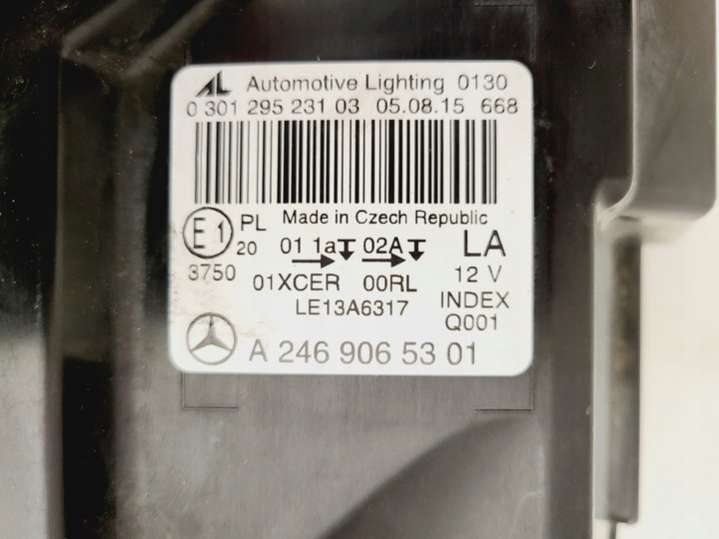 AL Automotive Lighting 0130
0 301 295 231 03 05.08.15 668
Made in Czech Republic
E1 PL 20 01 1a 02A LA
3750 01XCER 00RL 12 V
LE13A6317 INDEX
Q001
A 246 906 53 01